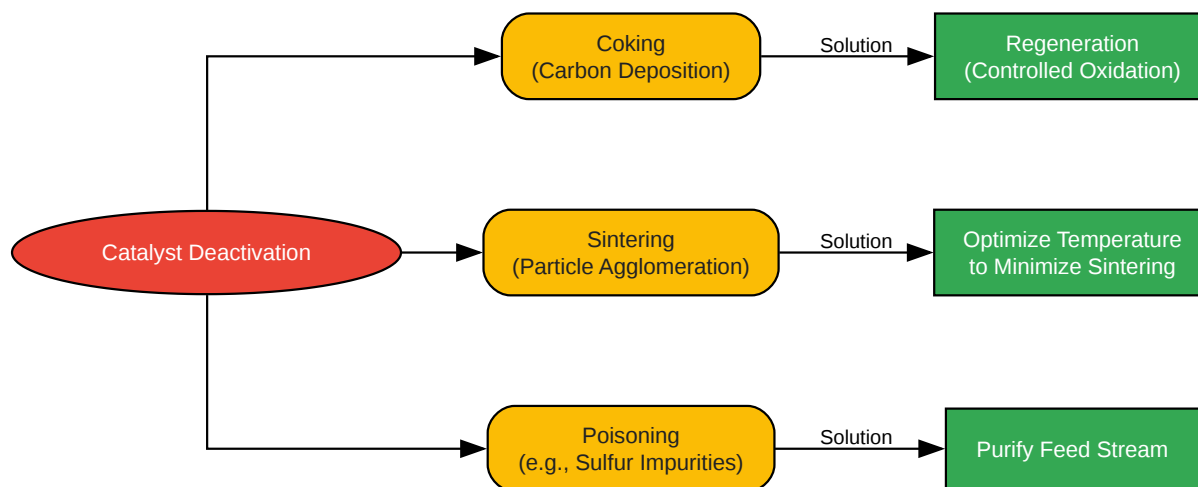 Coking
(Carbon Deposition)
Solution
Regeneration
(Controlled Oxidation)
Catalyst Deactivation
Sintering
(Particle Agglomeration)
Solution
Optimize Temperature
to Minimize Sintering
Poisoning
(e.g., Sulfur Impurities)
Solution
Purify Feed Stream